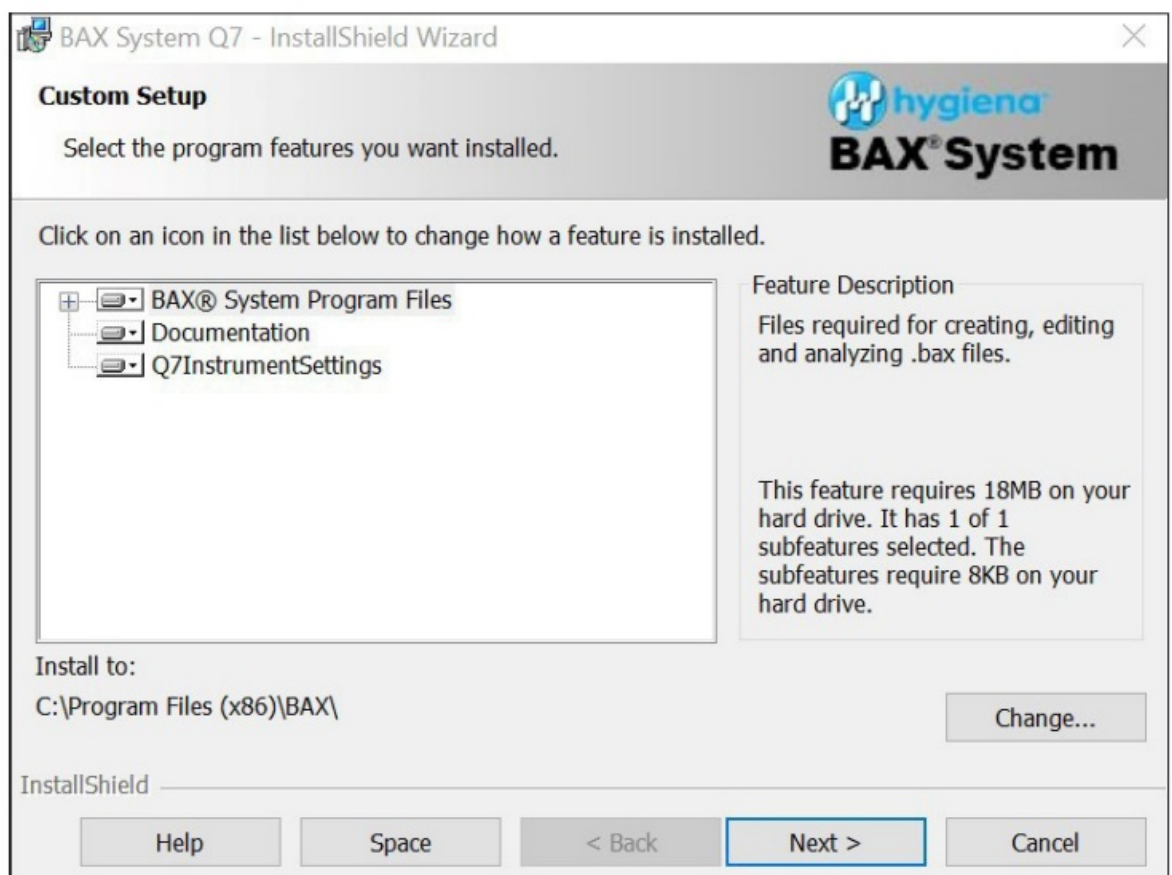 BAX System Q7 - InstallShield Wizard
Custom Setup
Select the program features you want installed.
hygiena
BAX® System
Click on an icon in the list below to change how a feature is installed.
BAX® System Program Files
Documentation
Q7InstrumentSettings
Feature Description
Files required for creating, editing
and analyzing .bax files.
This feature requires 18MB on your
hard drive. It has 1 of 1
subfeatures selected. The
subfeatures require 8KB on your
hard drive.
Install to:
C:\Program Files (x86)\BAX\
Change...
InstallShield
Help
Space
< Back
Next >
Cancel